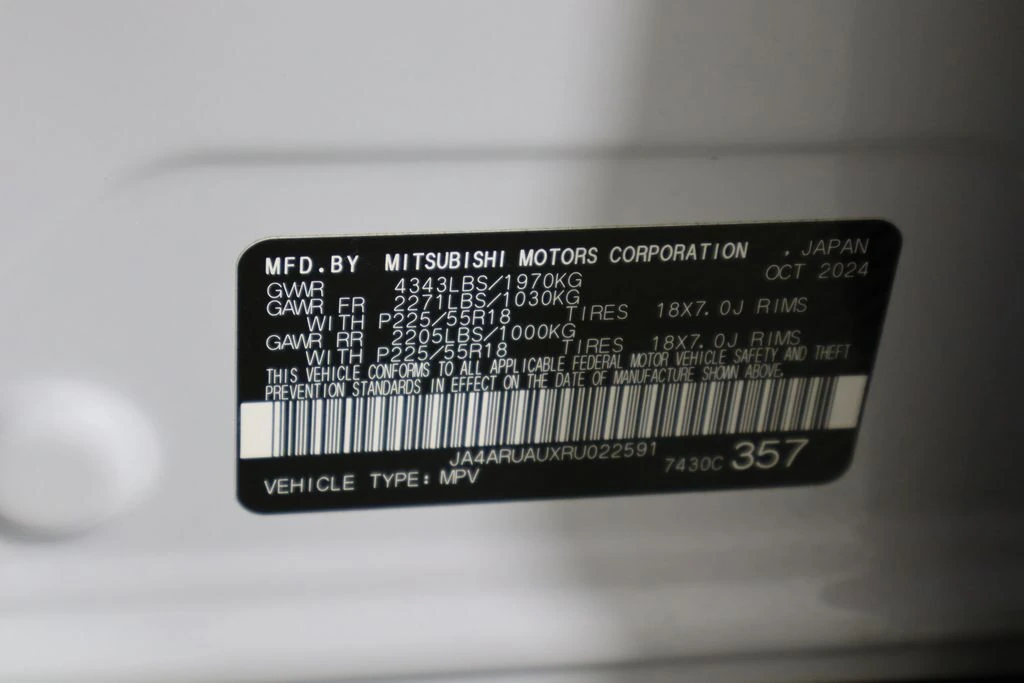 MFD.BY MITSUBISHI MOTORS CORPORATION , JAPAN
OCT 2024
GVWR 4343LBS/1970KG
GAWR FR 2271LBS/1030KG
WITH P225/55R18 TIRES 18X7.0J RIMS
GAWR RR 2205LBS/1000KG
WITH P225/55R18 TIRES 18X7.0J RIMS
THIS VEHICLE CONFORMS TO ALL APPLICABLE FEDERAL MOTOR VEHICLE SAFETY AND THEFT
PREVENTION STANDARDS IN EFFECT ON THE DATE OF MANUFACTURE SHOWN ABOVE.
JA4ARUAUXRU022591
7430C 357
VEHICLE TYPE: MPV